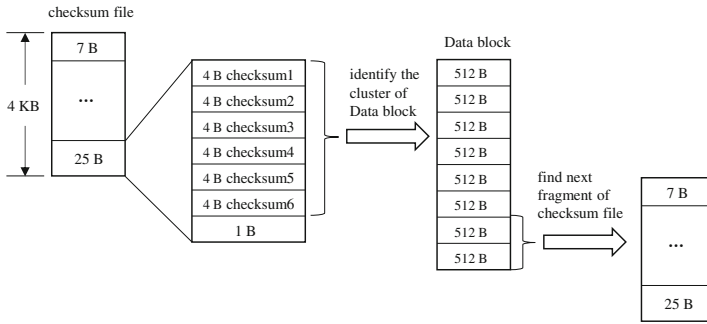 checksum file
7 B
...
25 B
4 KB
4 B checksum1
4 B checksum2
4 B checksum3
4 B checksum4
4 B checksum5
4 B checksum6
1 B
identify the
cluster of
Data block
Data block
512 B
512 B
512 B
512 B
512 B
512 B
512 B
512 B
find next
fragment of
checksum file
7 B
...
25 B